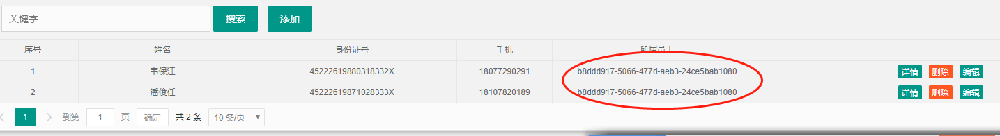 关键字 搜索 添加
序号 姓名 身份证号 手机 所属员工
1 韦保江 45222619880318332X 18077290291 b8ddd917-5066-477d-aeb3-24ce5bab1080 详情 删除 编辑
2 潘俊任 45222619871028333X 18107820189 b8ddd917-5066-477d-aeb3-24ce5bab1080 详情 删除 编辑
1 到第 1 页 确定 共 2 条 10 条/页